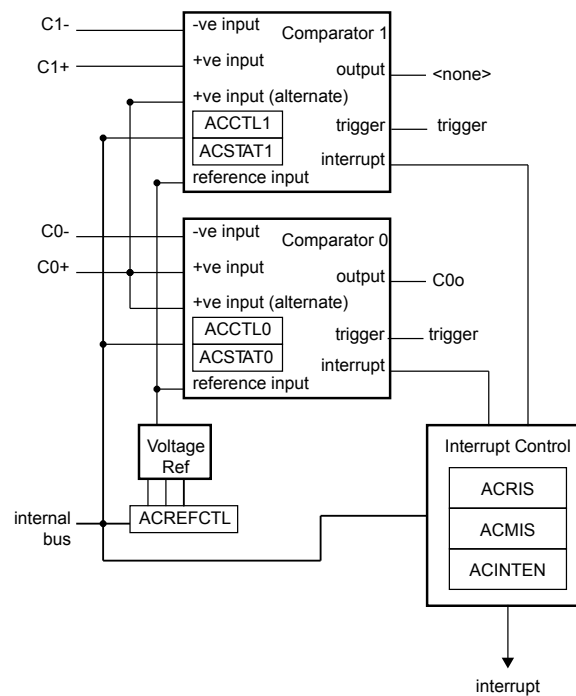 C1-
-ve input
Comparator 1
C1+
+ve input
output
<none>
+ve input (alternate)
ACCTL1
trigger
trigger
ACSTAT1
interrupt
reference input
C0-
-ve input
Comparator 0
C0+
+ve input
output
C0o
+ve input (alternate)
ACCTL0
trigger
trigger
ACSTAT0
interrupt
reference input
Voltage
Ref
Interrupt Control
ACRIS
internal
bus
ACREFCTL
ACMIS
ACINTEN
interrupt